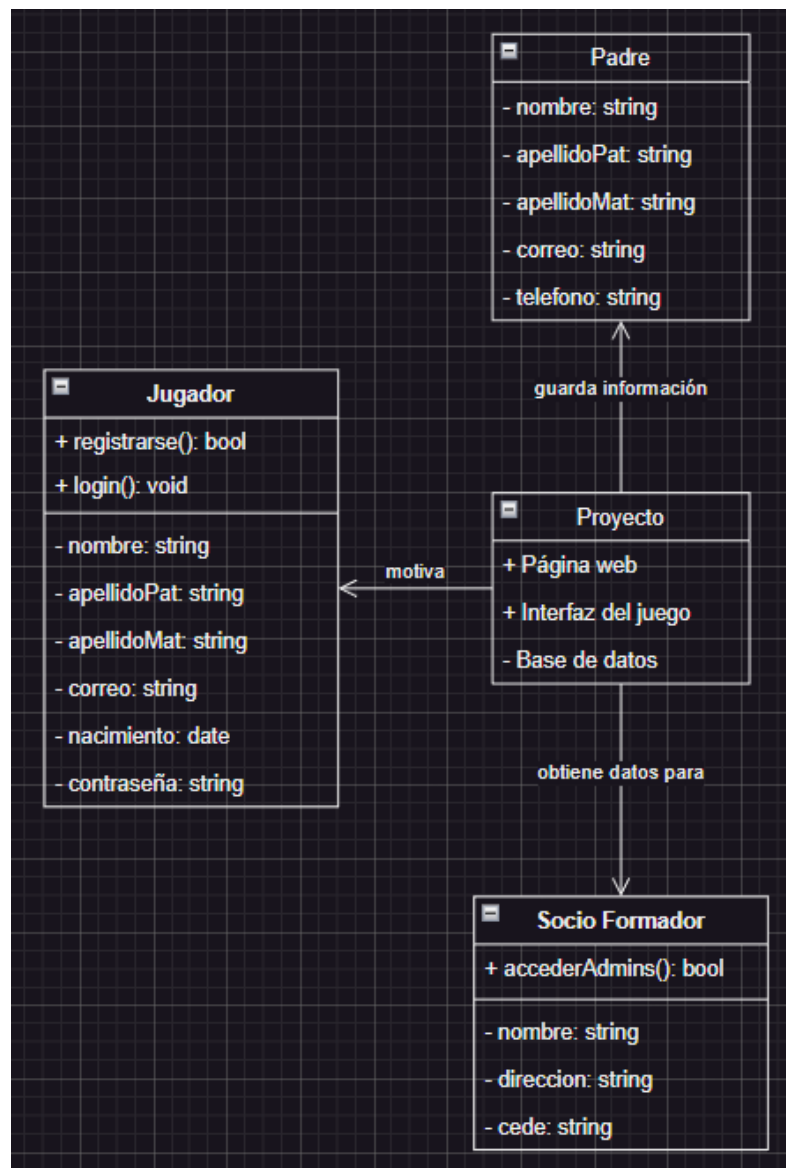 Padre
- nombre: string
- apellidoPat: string
- apellidoMat: string
- correo: string
- telefono: string
guarda información
Jugador
+ registrarse(): bool
+ login(): void
- nombre: string
- apellidoPat: string
- apellidoMat: string
- correo: string
- nacimiento: date
- contraseña: string
motiva
Proyecto
+ Página web
+ Interfaz del juego
- Base de datos
obtiene datos para
Socio Formador
+ accederAdmins(): bool
- nombre: string
- direccion: string
- cede: string